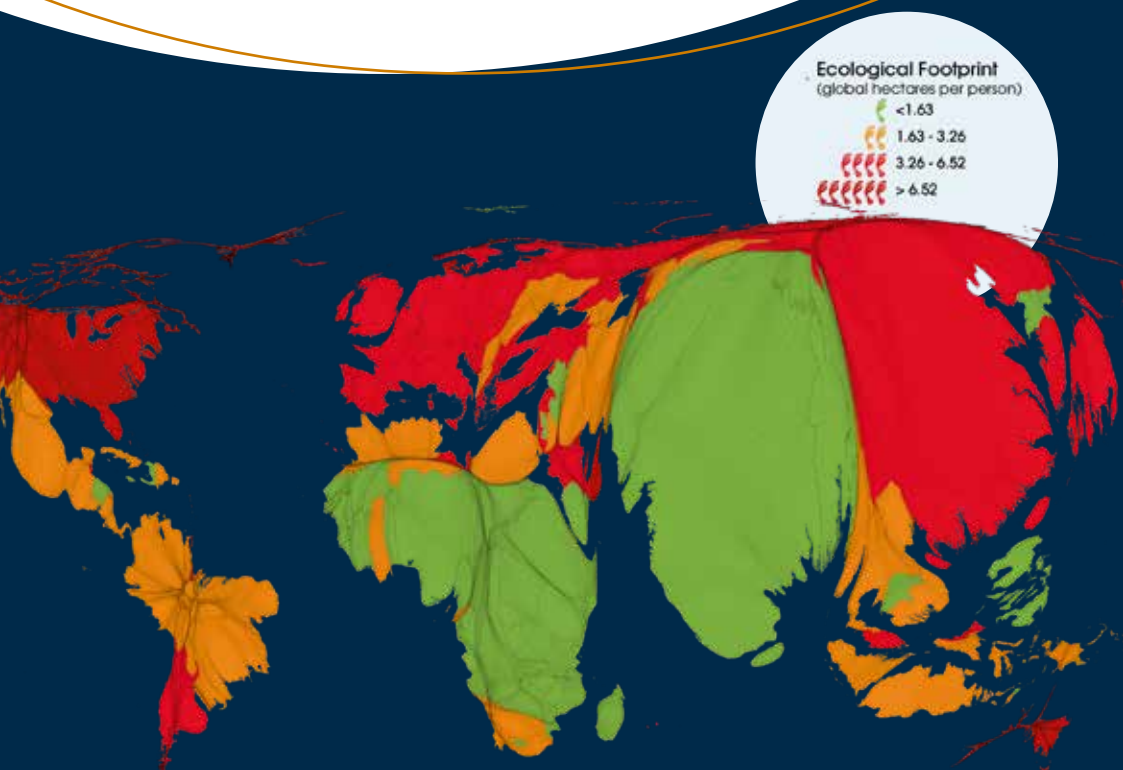 Ecological Footprint
(global hectares per person)
<1.63
1.63 - 3.26
3.26 - 6.52
> 6.52